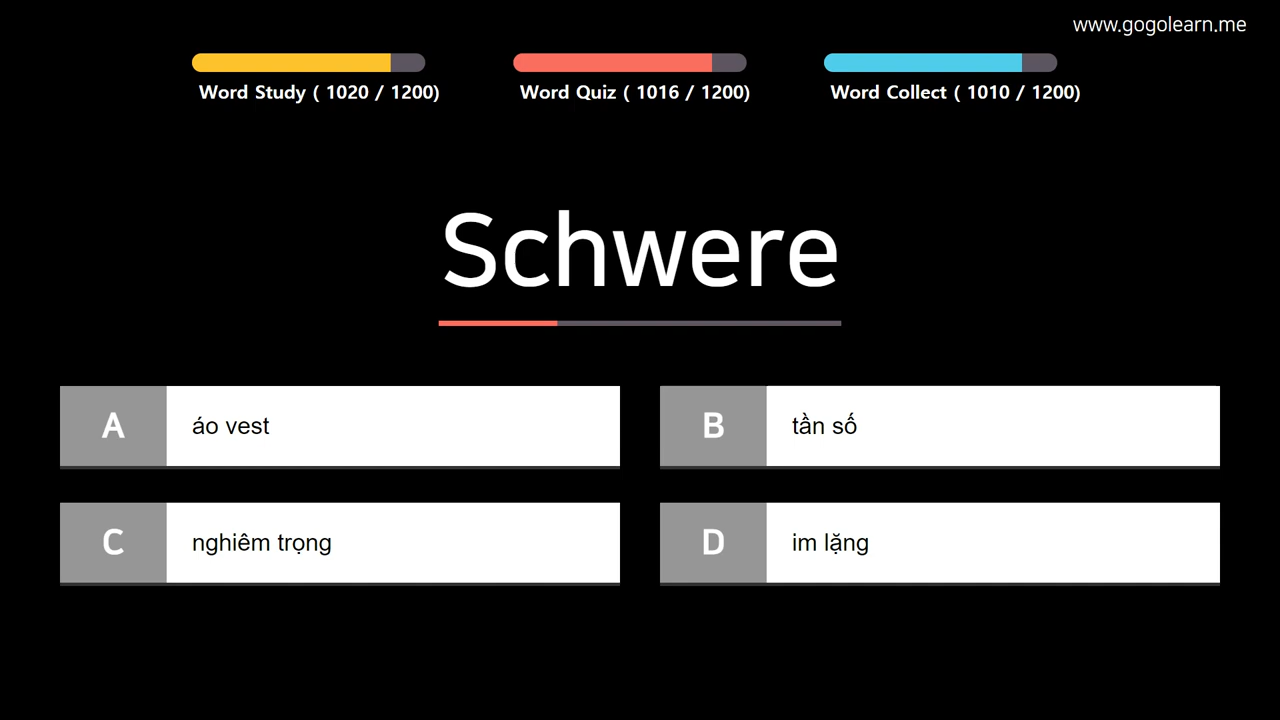 www.gogolearn.me
Word Study ( 1020 / 1200)
Word Quiz ( 1016 / 1200)
Word Collect ( 1010 / 1200)
Schwere
A
áo vest
B
tần số
C
nghiêm trọng
D
im lặng